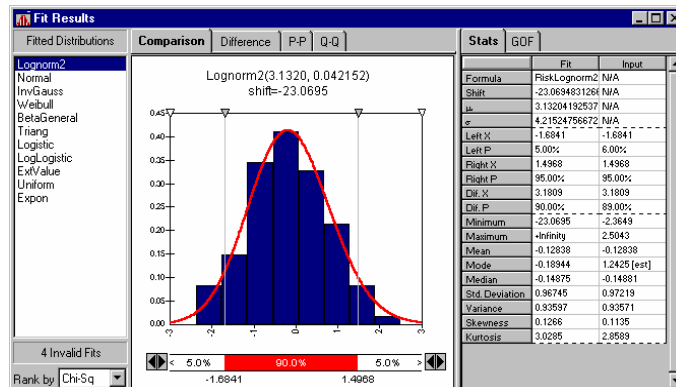 Fit Results
Fitted Distributions
Lognorm2
Normal
InvGauss
Weibull
BetaGeneral
Triang
Logistic
LogLogistic
ExtValue
Uniform
Expon
4 Invalid Fits
Rank by Chi-Sq
Comparison Difference P-P Q-Q
Lognorm2(3.1320, 0.042152)
shift=-23.0695
0.45
0.40
0.35
0.30
0.25
0.20
0.15
0.10
0.05
0.00
-3 -2 -1 0 1 2 3
< 5.0% 90.0% 5.0% >
-1.6841 1.4968
Stats GOF
Fit Input
Formula RiskLognorm2 N/A
Shift -23.0694831266 N/A
μ 3.13204192537 N/A
σ 4.21524756672 N/A
Left X -1.6841 -1.6841
Left P 5.00% 6.00%
Right X 1.4968 1.4968
Right P 95.00% 95.00%
Dif. X 3.1809 3.1809
Dif. P 90.00% 89.00%
Minimum -23.0695 -2.3649
Maximum +Infinity 2.5043
Mean -0.12838 -0.12838
Mode -0.18944 1.2425 [est]
Median -0.14875 -0.14881
Std. Deviation 0.96745 0.97219
Variance 0.93597 0.93571
Skewness 0.1266 0.1135
Kurtosis 3.0285 2.8589